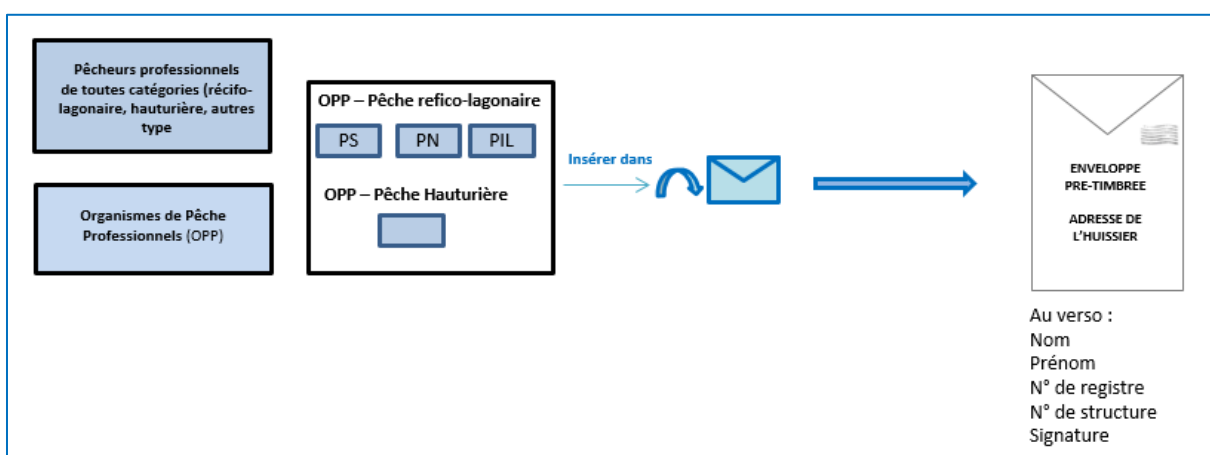 Pêcheurs professionnels
de toutes catégories (récifo-
lagonaire, hauturière, autres
type
Organismes de Pêche
Professionnels (OPP)
OPP – Pêche refico-lagonaire
PS PN PIL
OPP – Pêche Hauturière
Insérer dans
ENVELOPPE
PRE-TIMBREE
ADRESSE DE
L'HUISSIER
Au verso :
Nom
Prénom
N° de registre
N° de structure
Signature